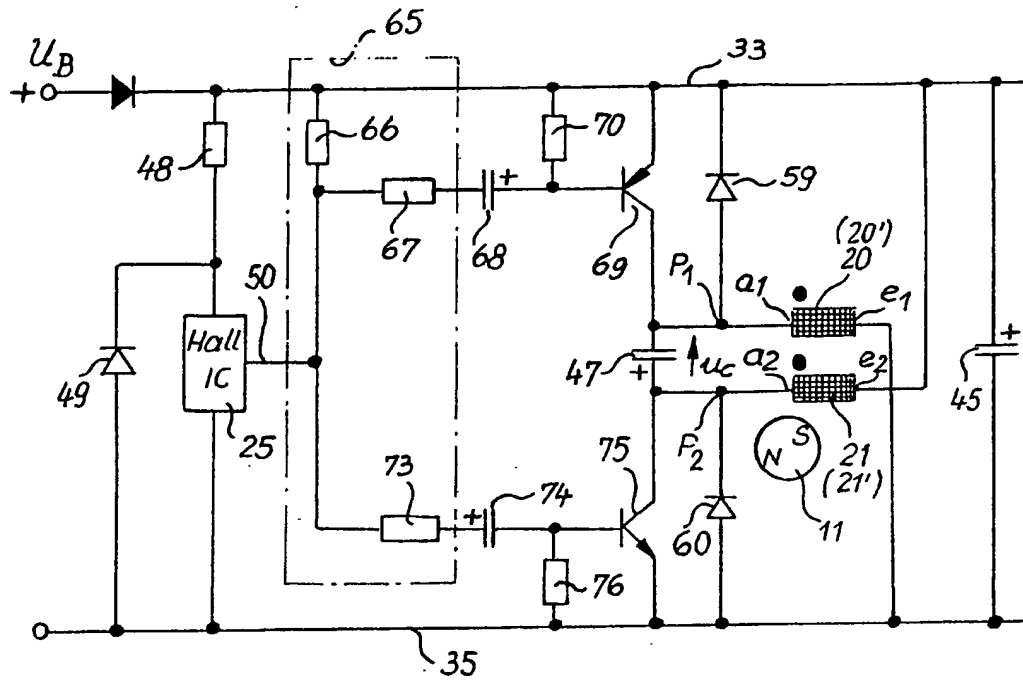 65
U_B
33
+
66
70
48
+
59
67
68
69
(20')
20
P1
a1
e1
50
Hall
IC
47
+
u_c
a2
e2
+
45
49
25
P2
S
N
21
(21')
73
74
75
+
60
11
76
35